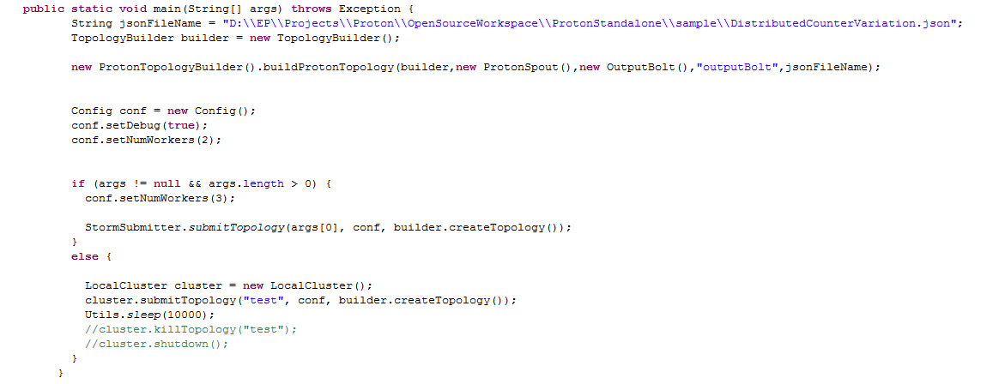 public static void main(String[] args) throws Exception {
String jsonFileName = "D:\\EP\\Projects\\Proton\\OpenSourceWorkspace\\ProtonStandalone\\sample\\DistributedCounterVariation.json";
TopologyBuilder builder = new TopologyBuilder();
new ProtonTopologyBuilder().buildProtonTopology(builder,new ProtonSpout(),new OutputBolt(),"outputBolt",jsonFileName);
Config conf = new Config();
conf.setDebug(true);
conf.setNumWorkers(2);
if (args != null && args.length > 0) {
conf.setNumWorkers(3);
StormSubmitter.submitTopology(args[0], conf, builder.createTopology());
}
else {
LocalCluster cluster = new LocalCluster();
cluster.submitTopology("test", conf, builder.createTopology());
Utils.sleep(10000);
//cluster.killTopology("test");
//cluster.shutdown();
}
}